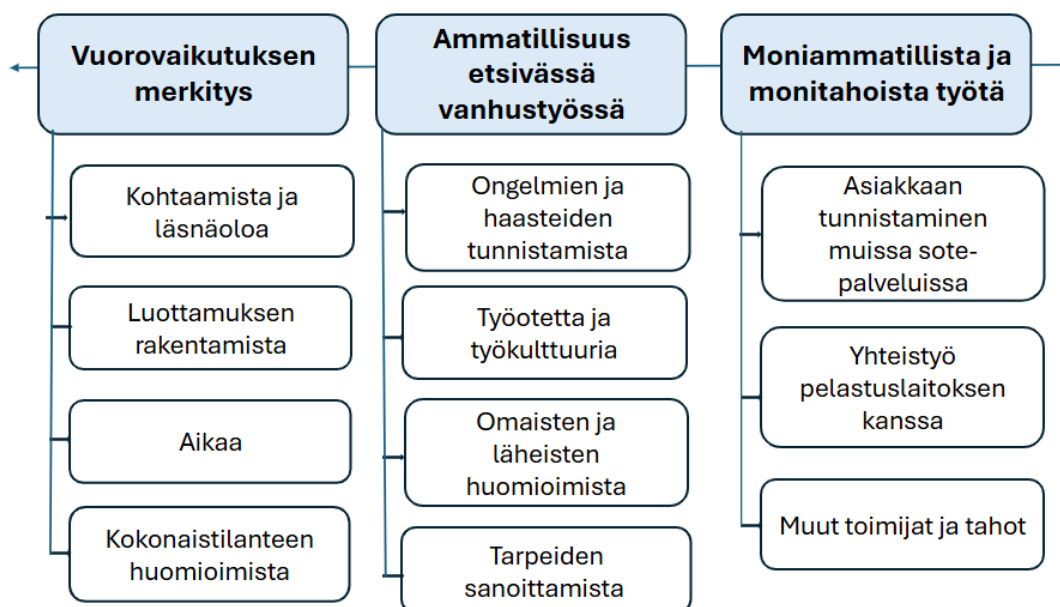 Vuorovaikutuksen
merkitys
Kohtaamista ja
läsnäoloa
Luottamuksen
rakentamista
Aikaa
Kokonaistilanteen
huomioimista
Ammatillisuus
etsivässä
vanhustyössä
Ongelmien ja
haasteiden
tunnistamista
Työotetta ja
työkulttuuria
Omaisten ja
läheisten
huomioimista
Tarpeiden
sanoittamista
Moniammatillista ja
monitahoista työtä
Asiakkaan
tunnistaminen
muissa sote-
palveluissa
Yhteistyö
pelastuslaitoksen
kanssa
Muut toimijat ja tahot